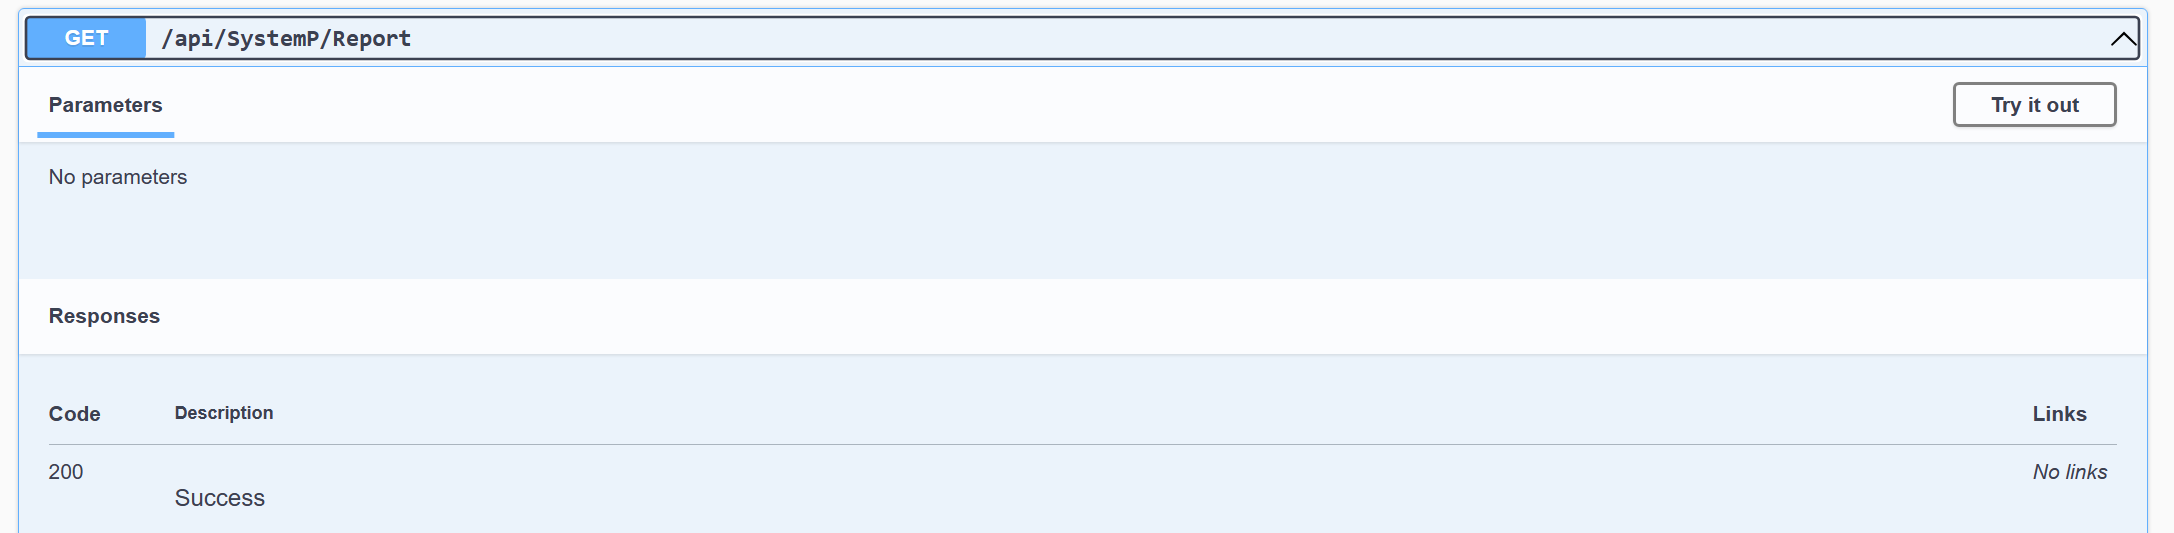 GET /api/SystemP/Report
Parameters Try it out
No parameters
Responses
Code Description Links
200 No links
Success